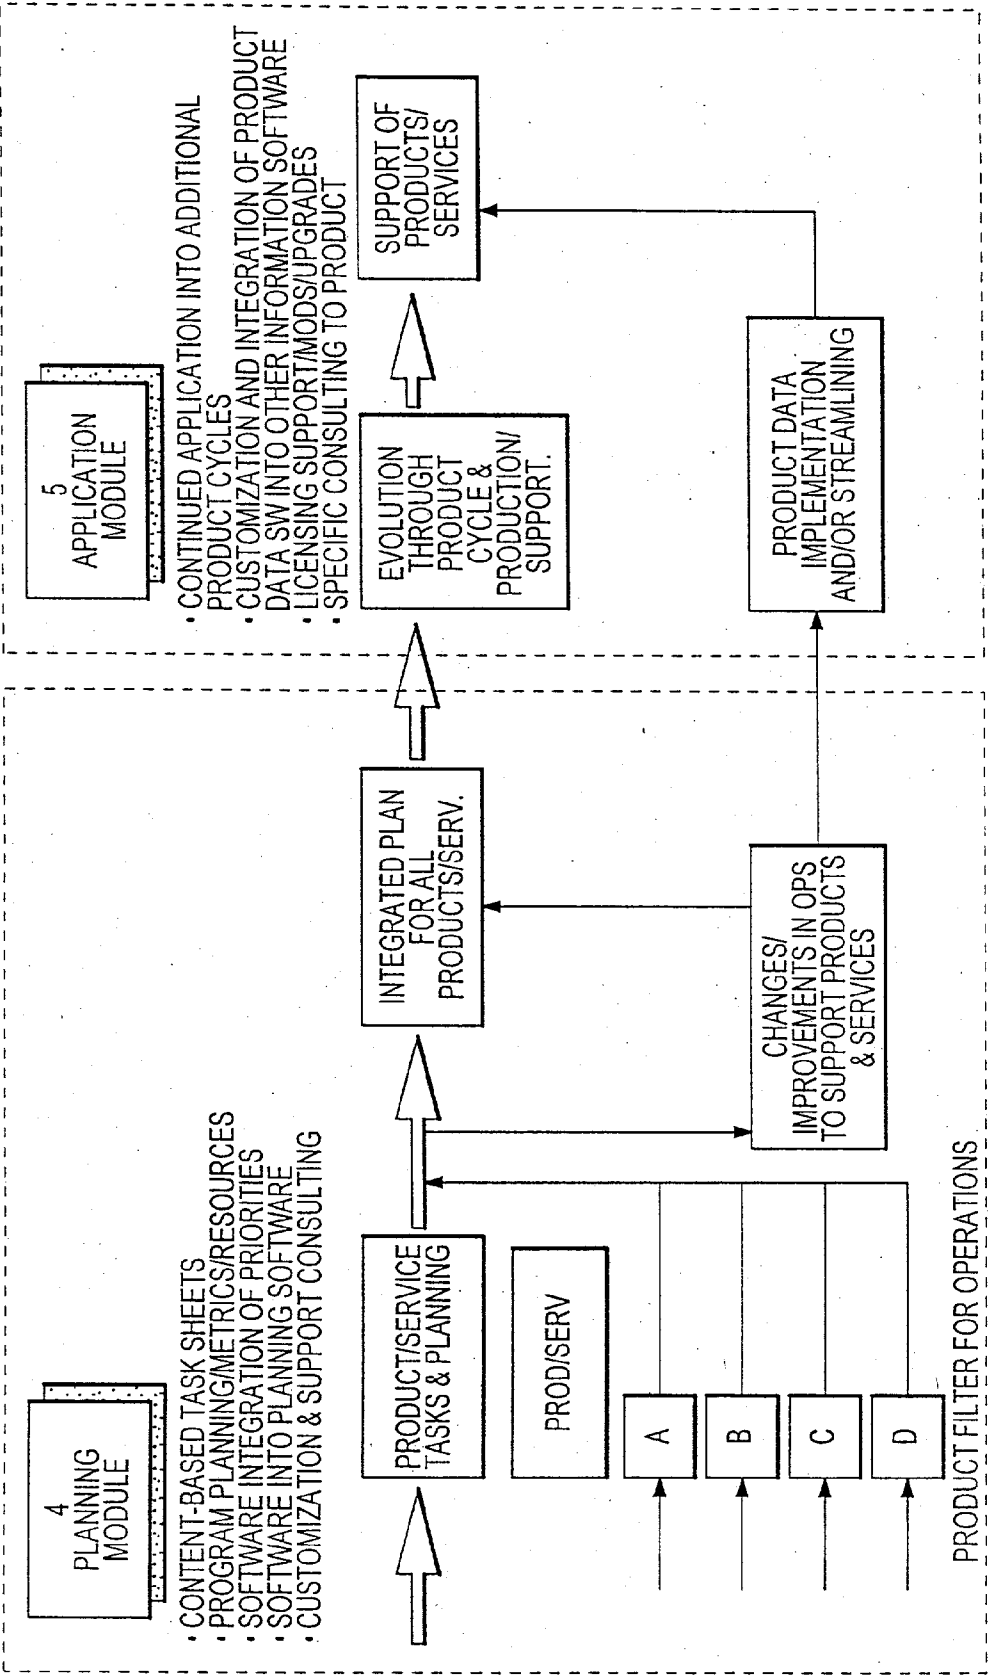 4
PLANNING
MODULE
· CONTENT-BASED TASK SHEETS
· PROGRAM PLANNING/METRICS/RESOURCES
· SOFTWARE INTEGRATION OF PRIORITIES
· SOFTWARE INTO PLANNING SOFTWARE
· CUSTOMIZATION & SUPPORT CONSULTING
PRODUCT/SERVICE
TASKS & PLANNING
PROD/SERV
A
B
C
D
PRODUCT FILTER FOR OPERATIONS
INTEGRATED PLAN
FOR ALL
PRODUCTS/SERV.
CHANGES/
IMPROVEMENTS IN OPS
TO SUPPORT PRODUCTS
& SERVICES
5
APPLICATION
MODULE
· CONTINUED APPLICATION INTO ADDITIONAL
PRODUCT CYCLES
· CUSTOMIZATION AND INTEGRATION OF PRODUCT
DATA SW INTO OTHER INFORMATION SOFTWARE
· LICENSING SUPPORT/MODS/UPGRADES
· SPECIFIC CONSULTING TO PRODUCT
EVOLUTION
THROUGH
PRODUCT
CYCLE &
PRODUCTION/
SUPPORT.
SUPPORT OF
PRODUCTS/
SERVICES
PRODUCT DATA
IMPLEMENTATION
AND/OR STREAMLINING